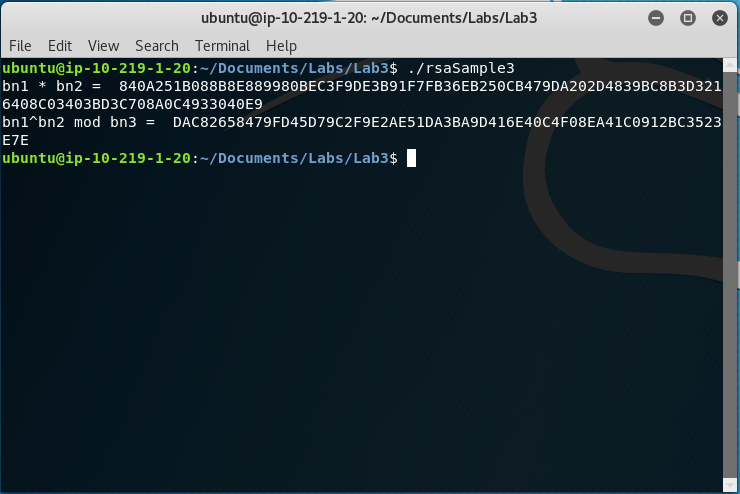 ubuntu@ip-10-219-1-20: ~/Documents/Labs/Lab3
File Edit View Search Terminal Help
ubuntu@ip-10-219-1-20:~/Documents/Labs/Lab3$ ./rsaSample3
bn1 * bn2 =  840A251B088B8E889980BEC3F9DE3B91F7FB36EB250CB479DA202D4839BC8B3D321
6408C03403BD3C708A0C4933040E9
bn1^bn2 mod bn3 =  DAC82658479FD45D79C2F9E2AE51DA3BA9D416E40C4F08EA41C0912BC3523
E7E
ubuntu@ip-10-219-1-20:~/Documents/Labs/Lab3$